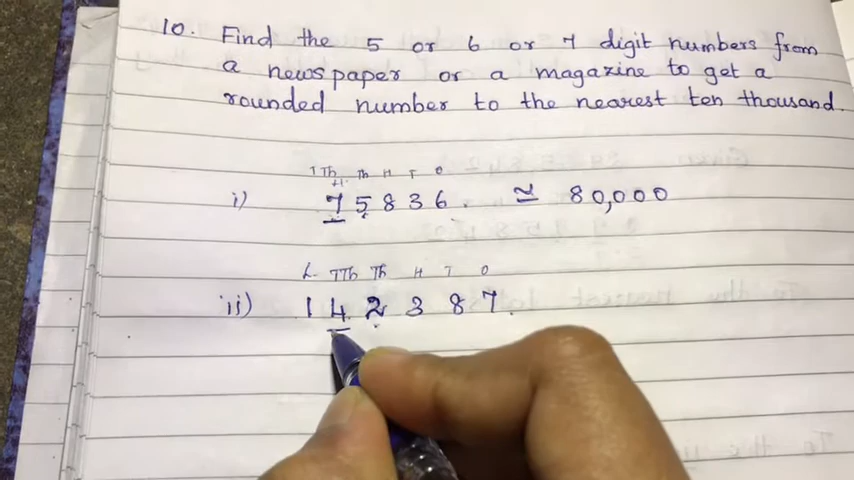 10. Find the 5 or 6 or 7 digit numbers from
a newspaper or a magazine to get a
rounded number to the nearest ten thousand.
T Th Th H T O
i) 75836. ≃ 80,000
L TTh Th H T O
ii) 142387.